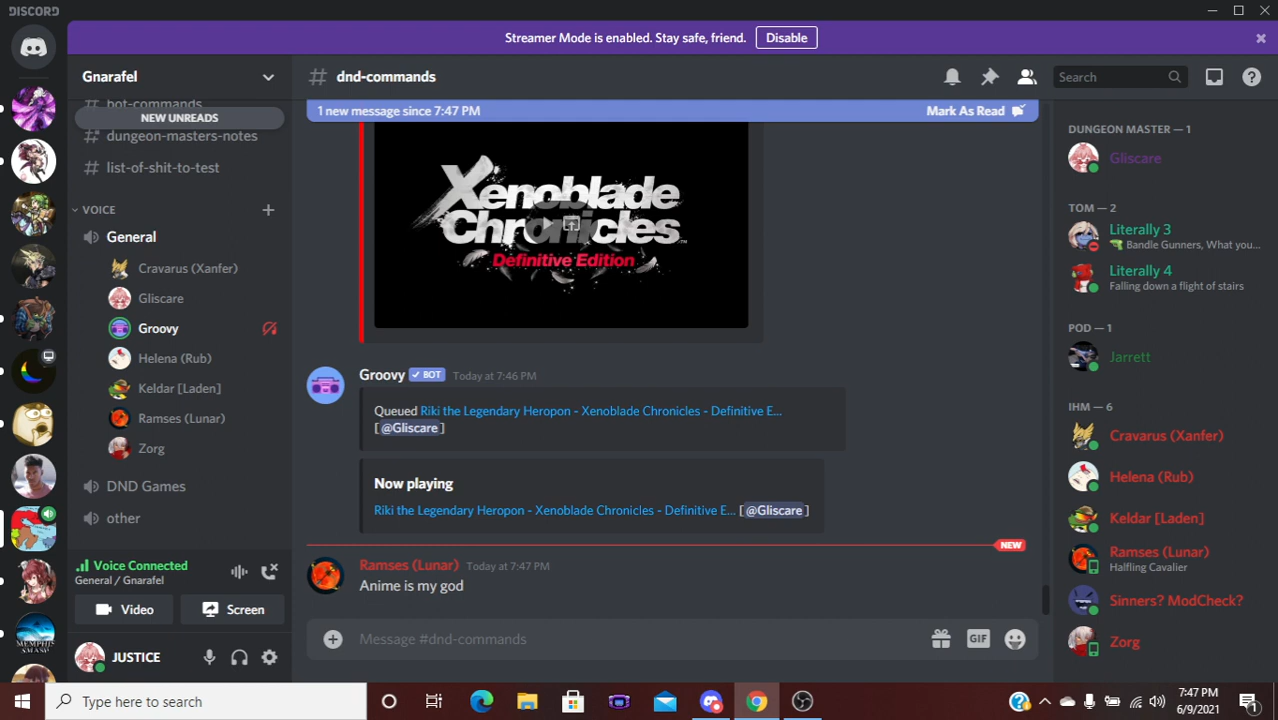 DISCORD
Streamer Mode is enabled. Stay safe, friend.
Disable
Gnarafel
bot-commands
NEW UNREADS
dungeon-masters-notes
list-of-shit-to-test
VOICE
General
Cravarus (Xanfer)
Gliscare
Groovy
Helena (Rub)
Keldar [Laden]
Ramses (Lunar)
Zorg
DND Games
other
Voice Connected
General / Gnarafel
Video
Screen
JUSTICE
# dnd-commands
Search
1 new message since 7:47 PM
Mark As Read
Xenoblade
Chronicles
Definitive Edition
Groovy BOT Today at 7:46 PM
Queued Riki the Legendary Heropon - Xenoblade Chronicles - Definitive E...
[ @Gliscare ]
Now playing
Riki the Legendary Heropon - Xenoblade Chronicles - Definitive E... [ @Gliscare ]
NEW
Ramses (Lunar) Today at 7:47 PM
Anime is my god
Message #dnd-commands
GIF
DUNGEON MASTER — 1
Gliscare
TOM — 2
Literally 3
Bandle Gunners, What you...
Literally 4
Falling down a flight of stairs
POD — 1
Jarrett
IHM — 6
Cravarus (Xanfer)
Helena (Rub)
Keldar [Laden]
Ramses (Lunar)
Halfling Cavalier
Sinners? ModCheck?
Zorg
Type here to search
7:47 PM
6/9/2021
1